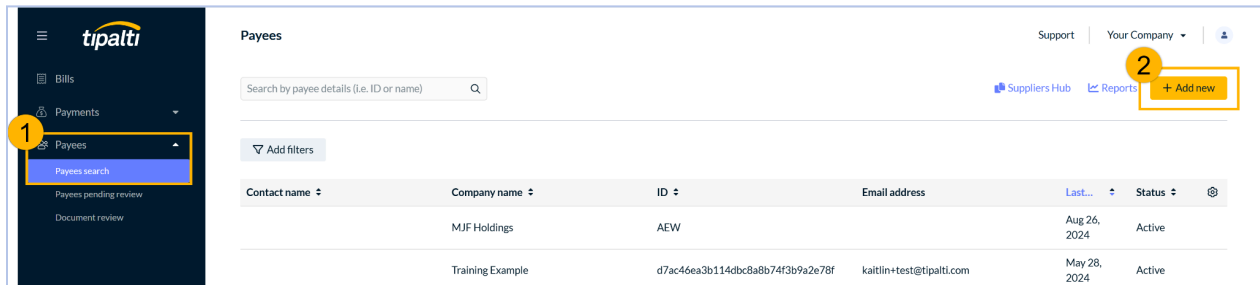 tipalti
Payees
Support
Your Company
2
Bills
Search by payee details (i.e. ID or name)
Suppliers Hub
Reports
+ Add new
Payments
1
Payees
Add filters
Payees search
Payees pending review
Contact name
Company name
ID
Email address
Last...
Status
Document review
MJF Holdings
AEW
Aug 26,
2024
Active
Training Example
d7ac46ea3b114dbc8a8b74f3b9a2e78f
kaitlin+test@tipalti.com
May 28,
2024
Active